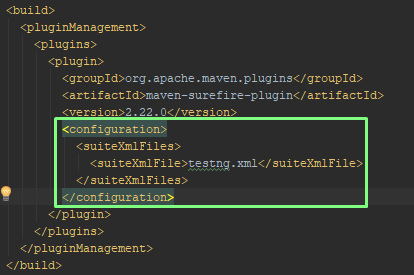 <build>
<pluginManagement>
<plugins>
<plugin>
<groupId>org.apache.maven.plugins</groupId>
<artifactId>maven-surefire-plugin</artifactId>
<version>2.22.0</version>
<configuration>
<suiteXmlFiles>
<suiteXmlFile>testng.xml</suiteXmlFile>
</suiteXmlFiles>
</configuration>
</plugin>
</plugins>
</pluginManagement>
</build>